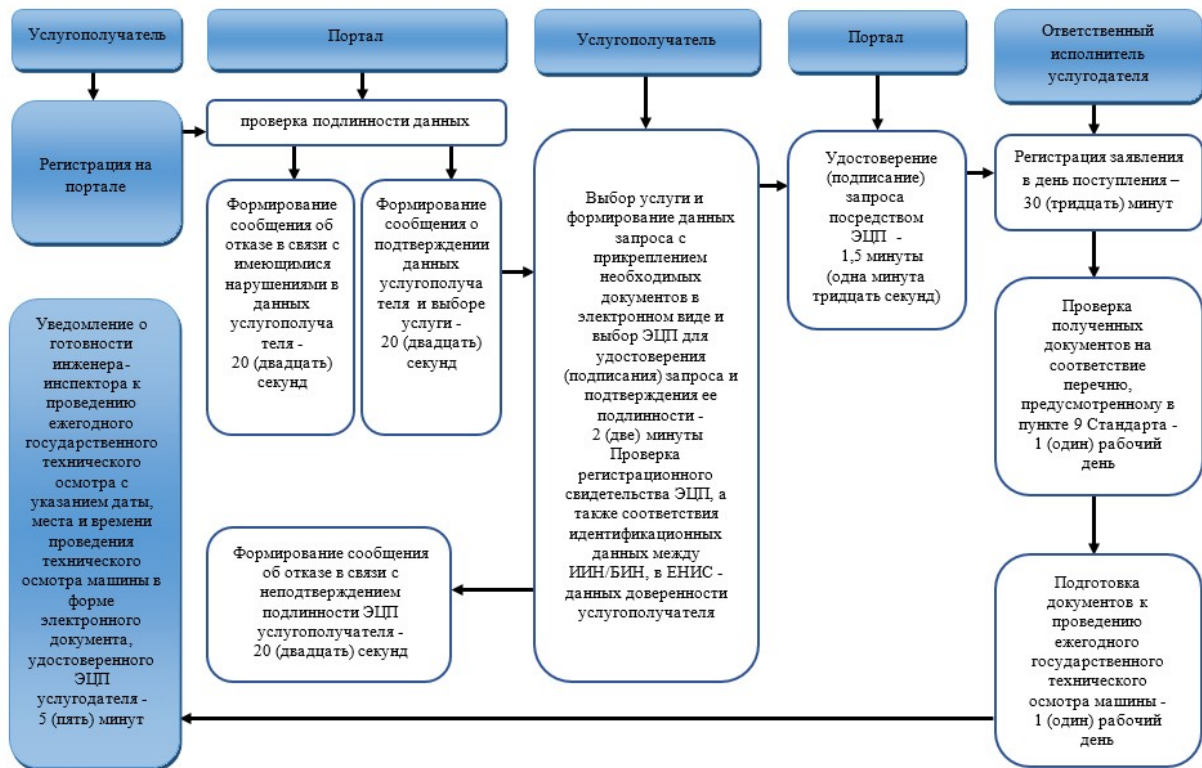 Услугополучатель
Портал
Услугополучатель
Портал
Ответственный
исполнитель
услугодателя
Регистрация на
портале
проверка подлинности данных
Формирование
сообщения об
отказе в связи с
имеющимися
нарушениями в
данных
услугополуча
теля -
20 (двадцать)
секунд
Формирование
сообщения о
подтверждении
данных
услугополуча
теля и выборе
услуги -
20 (двадцать)
секунд
Выбор услуги и
формирование данных
запроса с
прикреплением
необходимых
документов в
электронном виде и
выбор ЭЦП для
удостоверения
(подписания) запроса и
подтверждения ее
подлинности -
2 (две) минуты
Проверка
регистрационного
свидетельства ЭЦП, а
также соответствия
идентификационных
данных между
ИИН/БИН, в ЕНИС -
данных доверенности
услугополучателя
Удостоверение
(подписание)
запроса
посредством
ЭЦП -
1,5 минуты
(одна минута
тридцать секунд)
Регистрация заявления
в день поступления –
30 (тридцать) минут
Проверка
полученных
документов на
соответствие
перечню,
предусмотренному в
пункте 9 Стандарта -
1 (один) рабочий
день
Формирование сообщения
об отказе в связи с
неподтверждением
подлинности ЭЦП
услугополучателя -
20 (двадцать) секунд
Подготовка
документов к
проведению
ежегодного
государственного
технического
осмотра машины -
1 (один) рабочий
день
Уведомление о
готовности
инженера-
инспектора к
проведению
ежегодного
государственного
технического
осмотра с
указанием даты,
места и времени
проведения
технического
осмотра машины в
форме
электронного
документа,
удостоверенного
ЭЦП
услугодателя -
5 (пять) минут